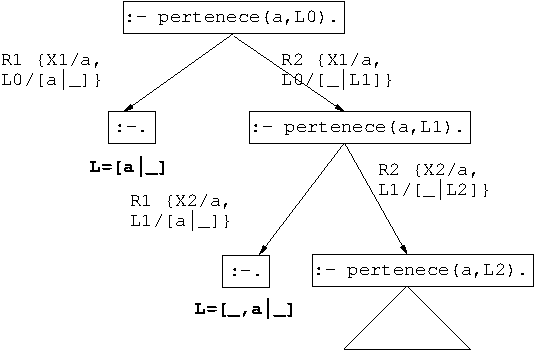 :- pertenece(a,L0).
R1 {X1/a,
L0/[a|_]}
R2 {X1/a,
L0/[_|L1]}
:-.
:- pertenece(a,L1).
L=[a|_]
R1 {X2/a,
L1/[a|_]}
R2 {X2/a,
L1/[_|L2]}
:-.
:- pertenece(a,L2).
L=[_,a|_]